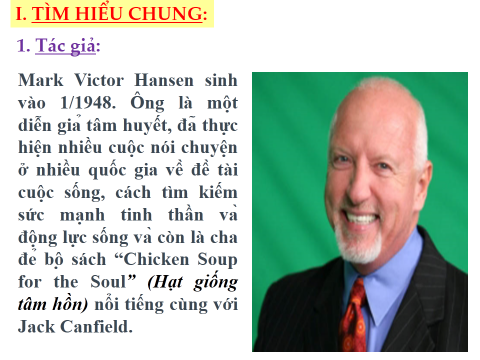 I. TÌM HIỂU CHUNG:
1. Tác giả:
Mark Victor Hansen sinh
vào 1/1948. Ông là một
diễn giả tâm huyết, đã thực
hiện nhiều cuộc nói chuyện
ở nhiều quốc gia về đề tài
cuộc sống, cách tìm kiếm
sức mạnh tinh thần và
động lực sống và còn là cha
đẻ bộ sách “Chicken Soup
for the Soul” (Hạt giống
tâm hồn) nổi tiếng cùng với
Jack Canfield.